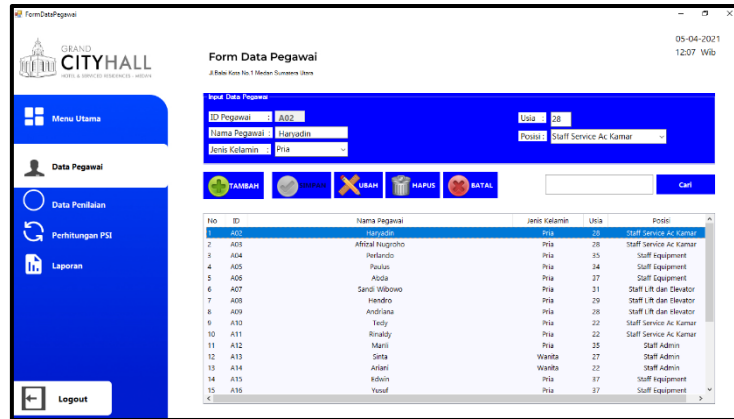 FormDataPegawai
GRAND
CITYHALL
HOTEL & SERVICED RESIDENCES - MEDAN
Form Data Pegawai
Jl.Balai Kota No.1 Medan Sumatera Utara
05-04-2021
12:07 Wib
Menu Utama
Data Pegawai
Data Penilaian
Perhitungan PSI
Laporan
Logout
Input Data Pegawai
ID Pegawai : A02
Nama Pegawai : Haryadin
Jenis Kelamin : Pria
Usia : 28
Posisi : Staff Service Ac Kamar
TAMBAH UBAH HAPUS BATAL Cari
No ID Nama Pegawai Jenis Kelamin Usia Posisi
1 A02 Haryadin Pria 28 Staff Service Ac Kamar
2 A03 Afrizal Nugroho Pria 28 Staff Service Ac Kamar
3 A04 Perlando Pria 35 Staff Equipment
4 A05 Paulus Pria 34 Staff Equipment
5 A06 Abda Pria 37 Staff Equipment
6 A07 Sandi Wibowo Pria 31 Staff Lift dan Elevator
7 A08 Hendro Pria 29 Staff Lift dan Elevator
8 A09 Andriana Pria 28 Staff Lift dan Elevator
9 A10 Tedy Pria 22 Staff Service Ac Kamar
10 A11 Rinaldy Pria 22 Staff Service Ac Kamar
11 A12 Marli Pria 35 Staff Admin
12 A13 Sinta Wanita 27 Staff Admin
13 A14 Ariani Wanita 22 Staff Admin
14 A15 Edwin Pria 37 Staff Equipment
15 A16 Yusuf Pria 37 Staff Equipment